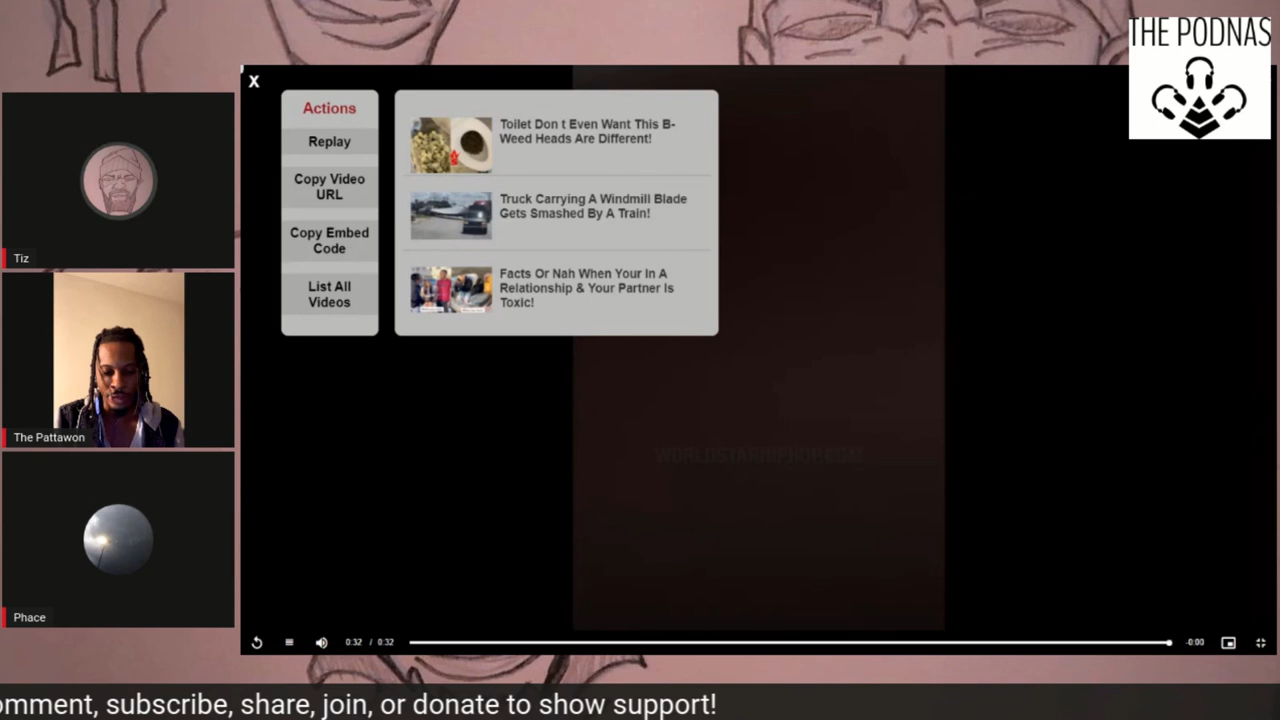 THE PODNAS
X
Actions
Replay
Copy Video
URL
Copy Embed
Code
List All
Videos
Toilet Don t Even Want This B-
Weed Heads Are Different!
Truck Carrying A Windmill Blade
Gets Smashed By A Train!
Facts Or Nah When Your In A
Relationship & Your Partner Is
Toxic!
Tiz
The Pattawon
Phace
WORLDSTARHIPHOP.COM
0:32 / 0:32
-0:00
omment, subscribe, share, join, or donate to show support!